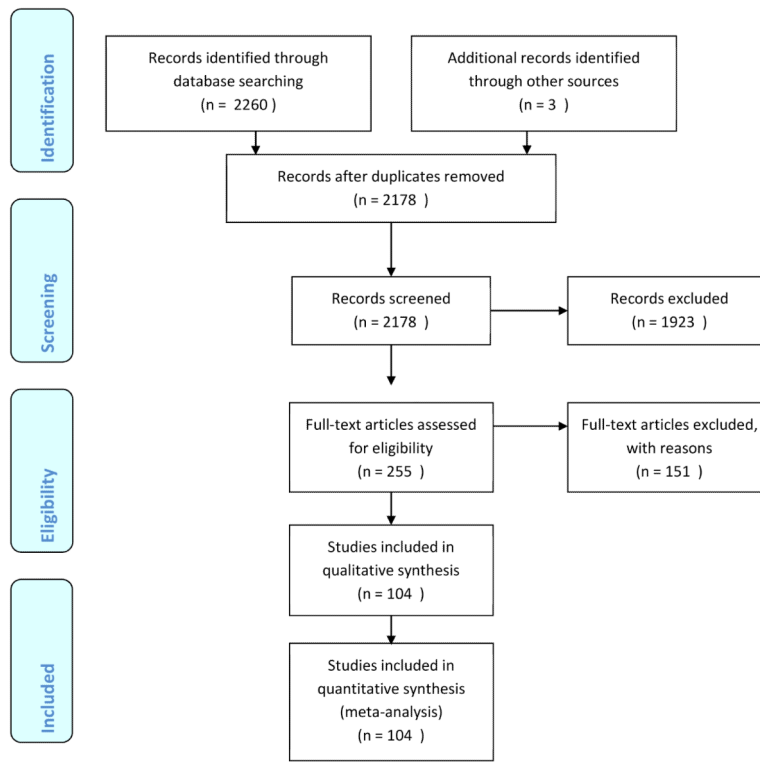 Identification
Records identified through
database searching
(n = 2260 )
Additional records identified
through other sources
(n = 3 )
Records after duplicates removed
(n = 2178 )
Screening
Records screened
(n = 2178 )
Records excluded
(n = 1923 )
Eligibility
Full-text articles assessed
for eligibility
(n = 255 )
Full-text articles excluded,
with reasons
(n = 151 )
Studies included in
qualitative synthesis
(n = 104 )
Included
Studies included in
quantitative synthesis
(meta-analysis)
(n = 104 )